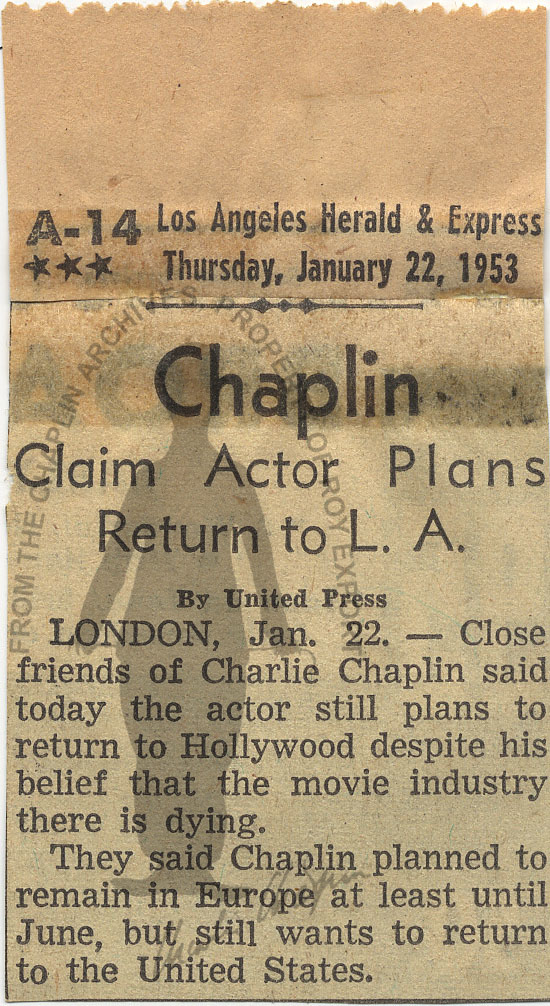 A-14 Los Angeles Herald & Express
★★★ Thursday, January 22, 1953
Chaplin
Claim Actor Plans
Return to L. A.
By United Press
LONDON, Jan. 22. — Close
friends of Charlie Chaplin said
today the actor still plans to
return to Hollywood despite his
belief that the movie industry
there is dying.
They said Chaplin planned to
remain in Europe at least until
June, but still wants to return
to the United States.
FROM THE CHAPLIN ARCHIVES. PROPERTY OF ROY EXPORT